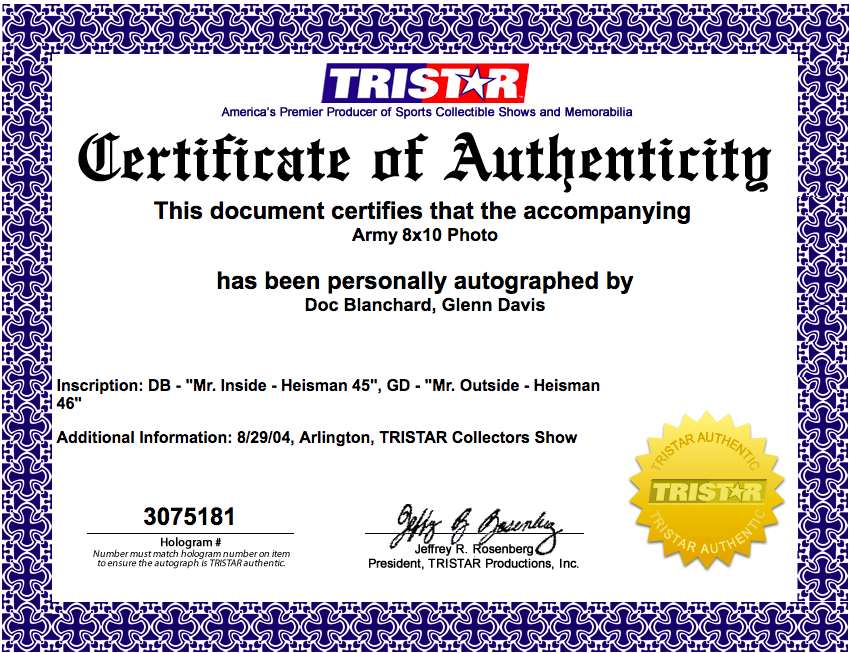 TRISTAR™
America's Premier Producer of Sports Collectible Shows and Memorabilia
Certificate of Authenticity
This document certifies that the accompanying
Army 8x10 Photo
has been personally autographed by
Doc Blanchard, Glenn Davis
Inscription: DB - "Mr. Inside - Heisman 45", GD - "Mr. Outside - Heisman
46"
Additional Information: 8/29/04, Arlington, TRISTAR Collectors Show
TRISTAR AUTHENTIC
TRISTAR
TRISTAR AUTHENTIC
3075181
Hologram #
Number must match hologram number on item
to ensure the autograph is TRISTAR authentic.
Jeffrey R. Rosenberg
President, TRISTAR Productions, Inc.